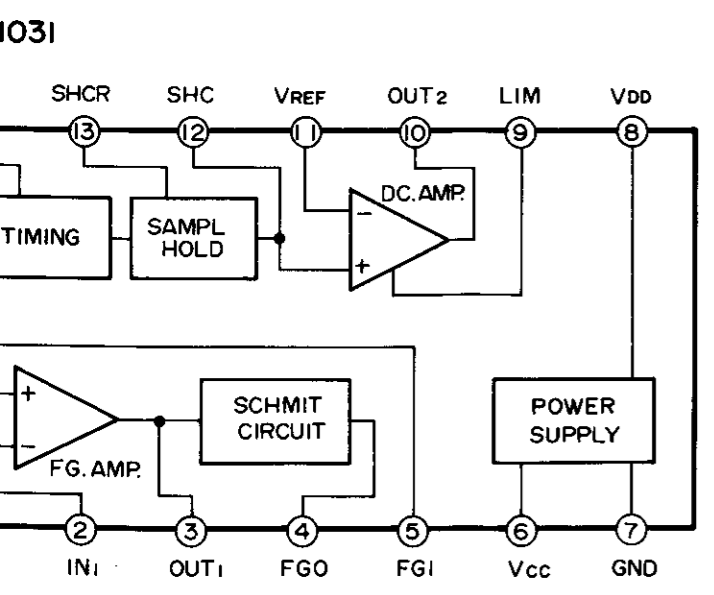 1031
SHCR SHC VREF OUT2 LIM VDD
13 12 11 10 9 8
DC.AMP.
TIMING
SAMPL
HOLD
−
+
+
−
FG.AMP.
SCHMIT
CIRCUIT
POWER
SUPPLY
2 3 4 5 6 7
IN1 OUT1 FGO FGI VCC GND